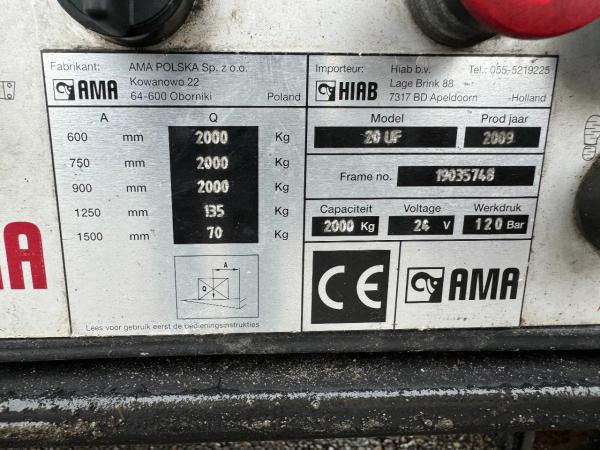 Fabrikant: AMA POLSKA Sp. z o.o.
Kowanowo 22
AMA 64-600 Oborniki Poland
Importeur: Hiab b.v. Tel.: 055-5219225
Lage Brink 88
HIAB 7317 BD Apeldoorn Holland
A Q
600 mm 2000 Kg
750 mm 2000 Kg
900 mm 2000 Kg
1250 mm 135 Kg
1500 mm 70 Kg
A
Q
Lees voor gebruik eerst de bedieningsinstrukties
Model Prod jaar
20 UF 2009
Frame no. 19035748
Capaciteit Voltage Werkdruk
2000 Kg 24 V 120 Bar
CE AMA
MA